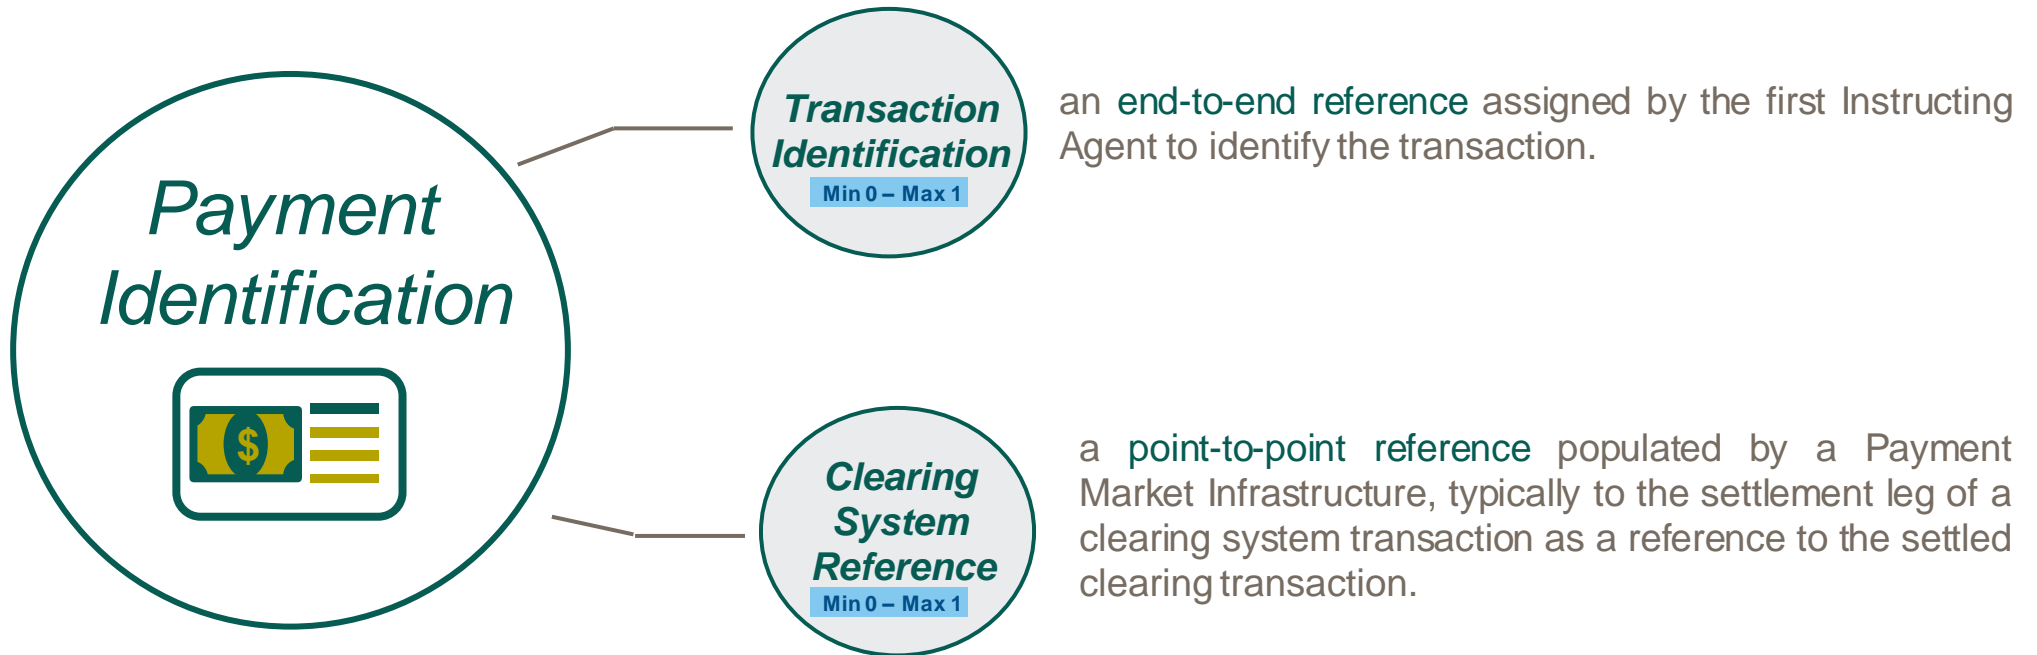 Payment
Identification
$
Transaction
Identification
Min 0 – Max 1
an end-to-end reference assigned by the first Instructing
Agent to identify the transaction.
Clearing
System
Reference
Min 0 – Max 1
a point-to-point reference populated by a Payment
Market Infrastructure, typically to the settlement leg of a
clearing system transaction as a reference to the settled
clearing transaction.